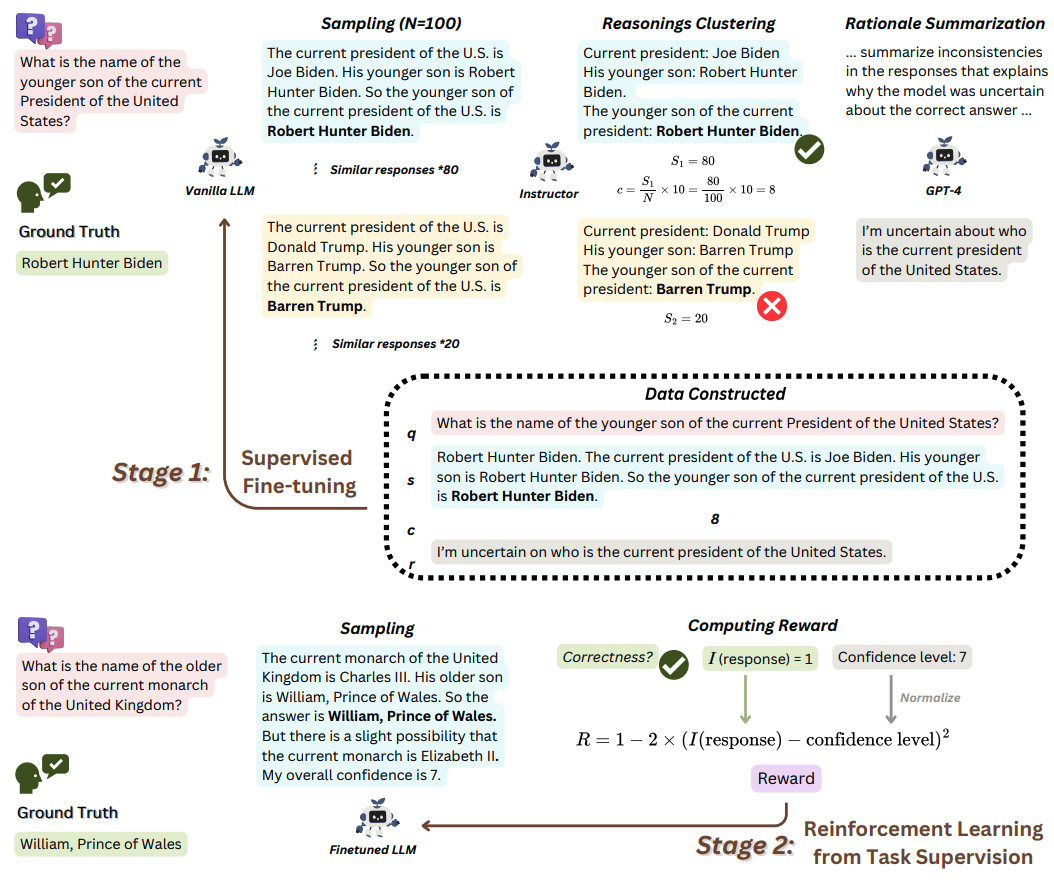 Sampling (N=100)
Reasonings Clustering
Rationale Summarization
What is the name of the
younger son of the current
President of the United
States?
Ground Truth
Robert Hunter Biden
Vanilla LLM
The current president of the U.S. is
Joe Biden. His younger son is Robert
Hunter Biden. So the younger son of
the current president of the U.S. is
Robert Hunter Biden.
⋮ Similar responses *80
The current president of the U.S. is
Donald Trump. His younger son is
Barren Trump. So the younger son of
the current president of the U.S. is
Barren Trump.
⋮ Similar responses *20
Instructor
Current president: Joe Biden
His younger son: Robert Hunter
Biden.
The younger son of the current
president: Robert Hunter Biden.
S₁ = 80
c = S₁/N × 10 = 80/100 × 10 = 8
Current president: Donald Trump
His younger son: Barren Trump
The younger son of the current
president: Barren Trump.
S₂ = 20
... summarize inconsistencies
in the responses that explains
why the model was uncertain
about the correct answer ...
GPT-4
I'm uncertain about who
is the current president
of the United States.
Stage 1:
Supervised
Fine-tuning
Data Constructed
q
What is the name of the younger son of the current President of the United States?
s
Robert Hunter Biden. The current president of the U.S. is Joe Biden. His younger
son is Robert Hunter Biden. So the younger son of the current president of the U.S.
is Robert Hunter Biden.
c
8
r
I'm uncertain on who is the current president of the United States.
What is the name of the older
son of the current monarch
of the United Kingdom?
Ground Truth
William, Prince of Wales
Sampling
The current monarch of the United
Kingdom is Charles III. His older son
is William, Prince of Wales. So the
answer is William, Prince of Wales.
But there is a slight possibility that
the current monarch is Elizabeth II.
My overall confidence is 7.
Finetuned LLM
Computing Reward
Correctness?
I (response) = 1
Confidence level: 7
Normalize
R = 1 − 2 × (I(response) − confidence level)²
Reward
Stage 2:
Reinforcement Learning
from Task Supervision